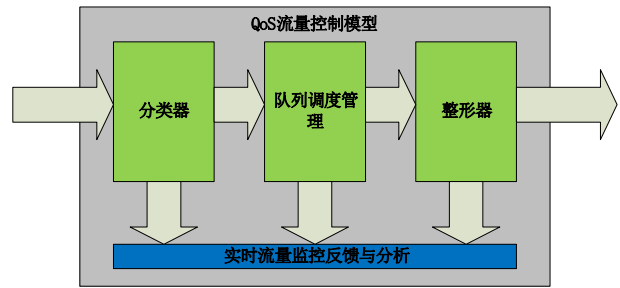 QoS流量控制模型
分类器
队列调度管
理
整形器
实时流量监控反馈与分析